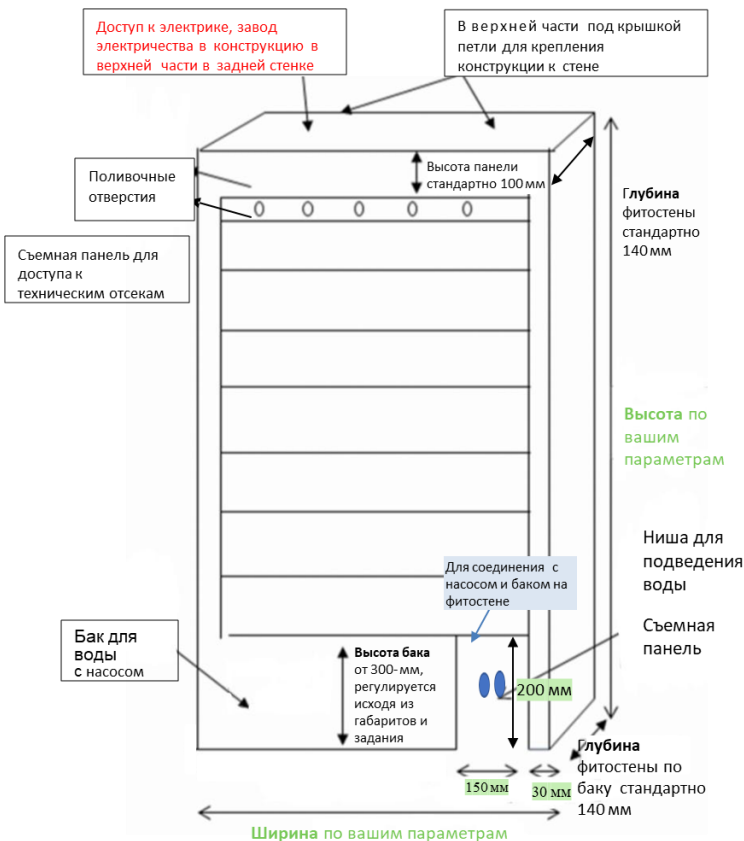 Доступ к электрике, завод
электричества в конструкцию в
верхней части в задней стенке
В верхней части под крышкой
петли для крепления
конструкции к стене
Поливочные
отверстия
Высота панели
стандартно 100 мм
Глубина
фитостены
стандартно
140 мм
Съемная панель для
доступа к
техническим отсекам
Высота по
вашим
параметрам
Ниша для
подведения
воды
Для соединения с
насосом и баком на
фитостене
Съемная
панель
Бак для
воды
с насосом
Высота бака
от 300- мм,
регулируется
исходя из
габаритов и
задания
200 мм
Глубина
фитостены по
баку стандартно
140 мм
150 мм
30 мм
Ширина по вашим параметрам